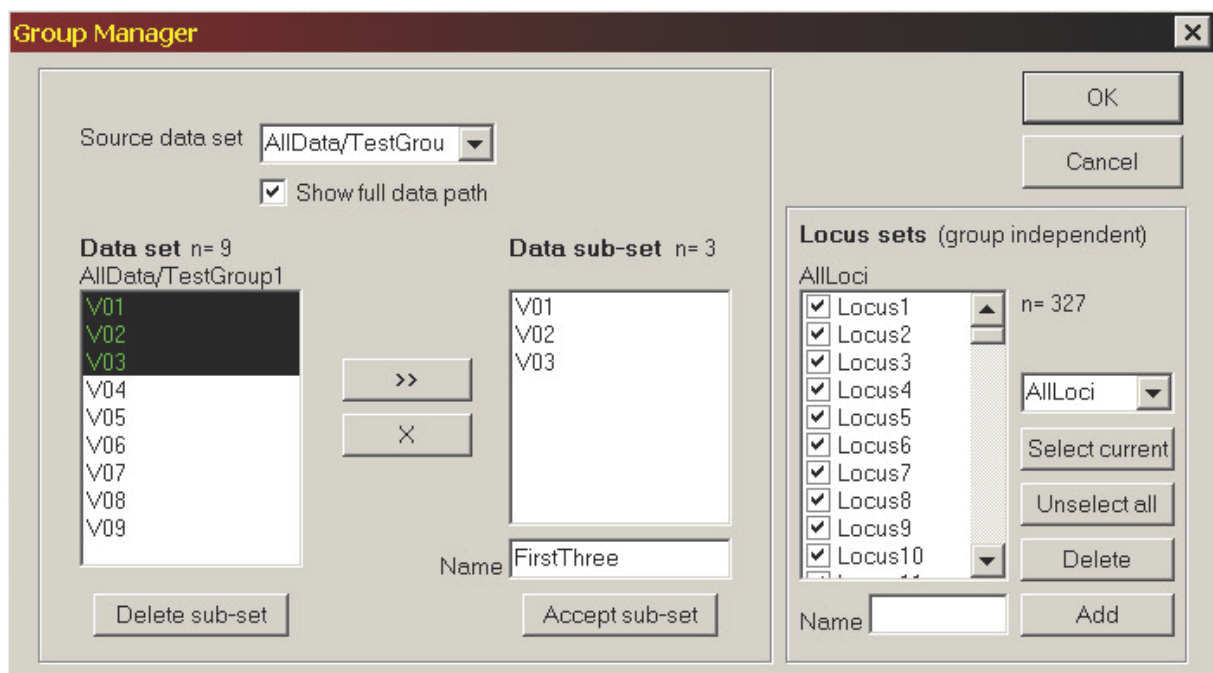 Group Manager
Source data set AllData/TestGrou
Show full data path
Data set n= 9
AllData/TestGroup1
V01
V02
V03
V04
V05
V06
V07
V08
V09
Delete sub-set
>>
X
Data sub-set n= 3
V01
V02
V03
Name FirstThree
Accept sub-set
OK
Cancel
Locus sets (group independent)
AllLoci
Locus1
Locus2
Locus3
Locus4
Locus5
Locus6
Locus7
Locus8
Locus9
Locus10
n= 327
AllLoci
Select current
Unselect all
Delete
Name
Add